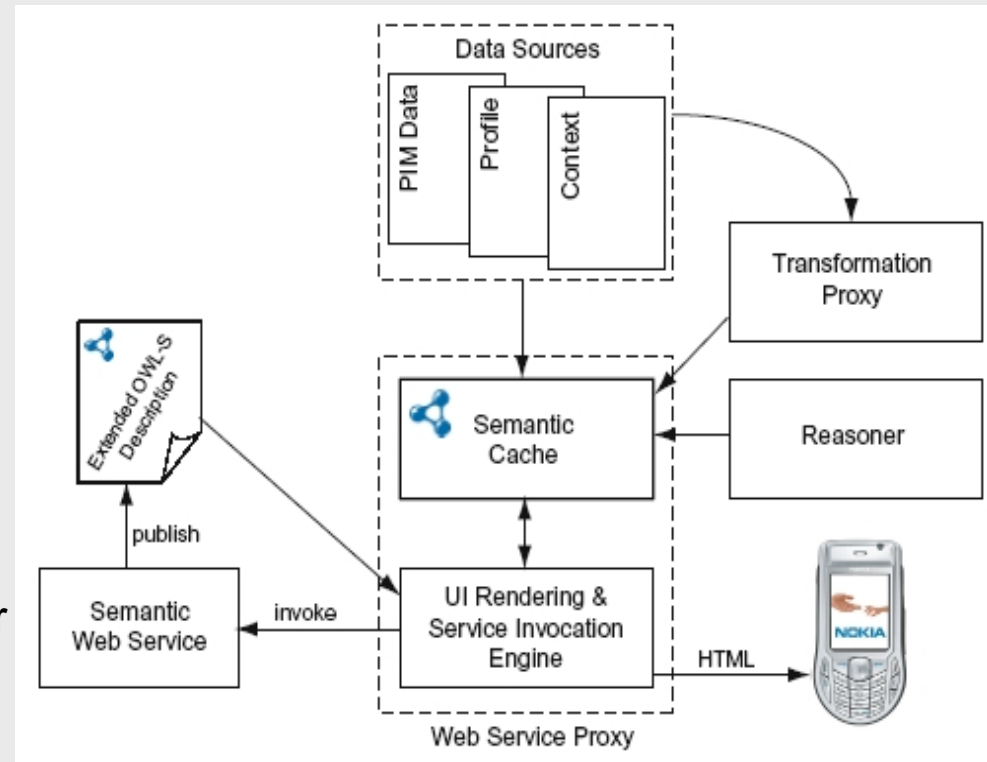 Data Sources
PIM Data
Profile
Context
Transformation
Proxy
Extended OWL-S
Description
Semantic
Cache
Reasoner
publish
Semantic
Web Service
invoke
UI Rendering &
Service Invocation
Engine
HTML
NOKIA
Web Service Proxy
r